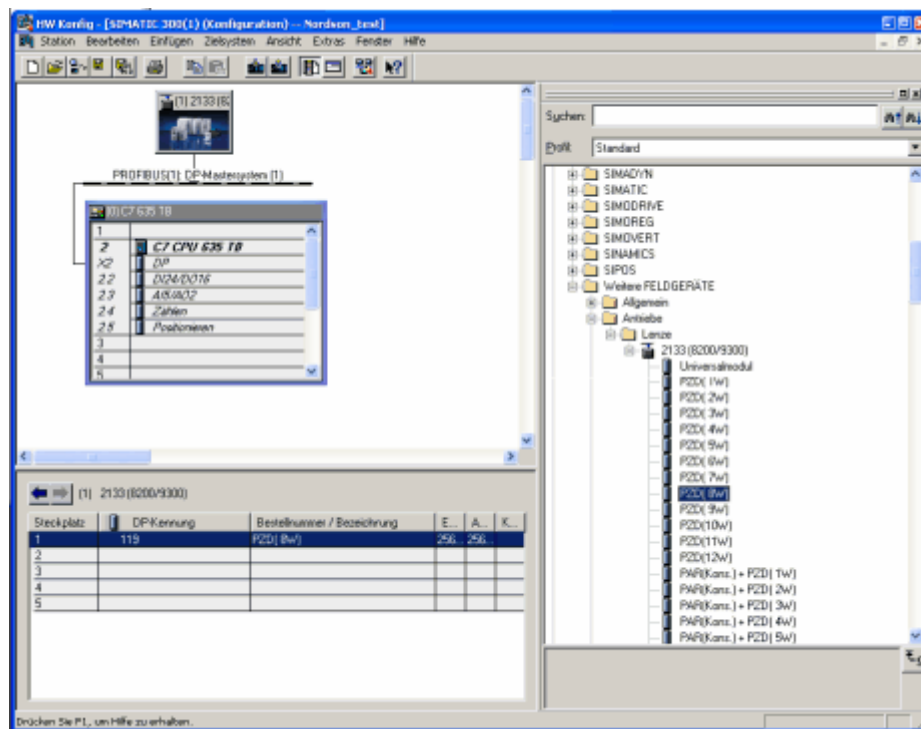 HW Konfig - [SIMATIC 300(1) (Konfiguration) -- Nordson_test]
Station Bearbeiten Einfügen Zielsystem Ansicht Extras Fenster Hilfe
(1) 2133 (82
PROFIBUS(1): DP-Mastersystem (1)
(0) C7 635 TB
1
2 C7 CPU 635 TB
X2 DP
2.2 DI24/DO16
2.3 AI5/AO2
2.4 Zählen
2.5 Positionieren
3
4
5
Suchen:
Profil: Standard
SIMADYN
SIMATIC
SIMODRIVE
SIMOREG
SIMOVERT
SINAMICS
SIPOS
Weitere FELDGERÄTE
Allgemein
Antriebe
Lenze
2133 (8200/9300)
Universalmodul
PZD( 1W)
PZD( 2W)
PZD( 3W)
PZD( 4W)
PZD( 5W)
PZD( 6W)
PZD( 7W)
PZD( 8W)
PZD( 9W)
PZD(10W)
PZD(11W)
PZD(12W)
PAR(Kons.) + PZD( 1W)
PAR(Kons.) + PZD( 2W)
PAR(Kons.) + PZD( 3W)
PAR(Kons.) + PZD( 4W)
PAR(Kons.) + PZD( 5W)
(1) 2133 (8200/9300)
Steckplatz DP-Kennung Bestellnummer / Bezeichnung E... A... K...
1 119 PZD( 8W) 256... 256...
2
3
4
5
Drücken Sie F1, um Hilfe zu erhalten.